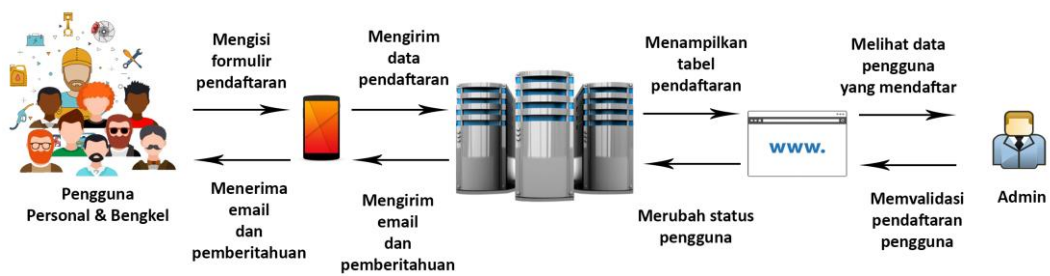 Mengisi
formulir
pendaftaran
Mengirim
data
pendaftaran
Menampilkan
tabel
pendaftaran
Melihat data
pengguna
yang mendaftar
www.
Pengguna
Personal & Bengkel
Menerima
email
dan
pemberitahuan
Mengirim
email
dan
pemberitahuan
Merubah status
pengguna
Memvalidasi
pendaftaran
pengguna
Admin